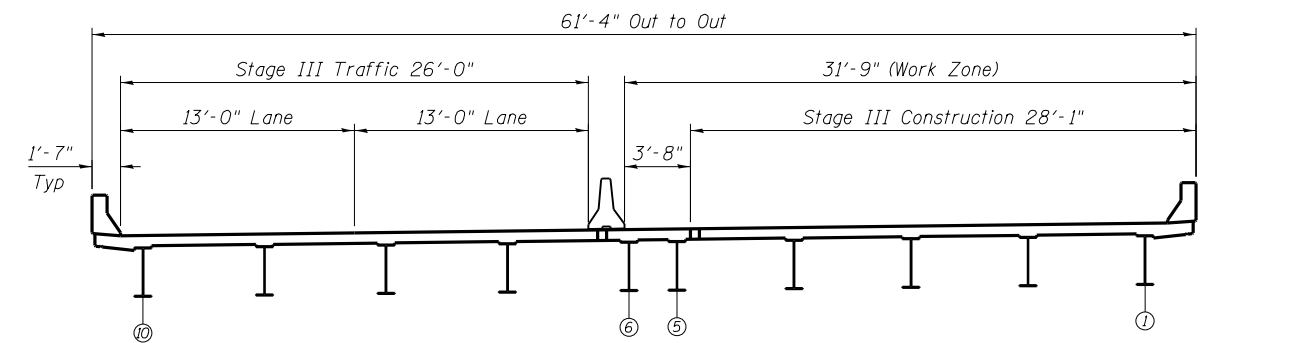 61'-4" Out to Out
Stage III Traffic 26'-0"
31'-9" (Work Zone)
13'-0" Lane
13'-0" Lane
Stage III Construction 28'-1"
1'-7"
Typ
3'-8"
10
6
5
1